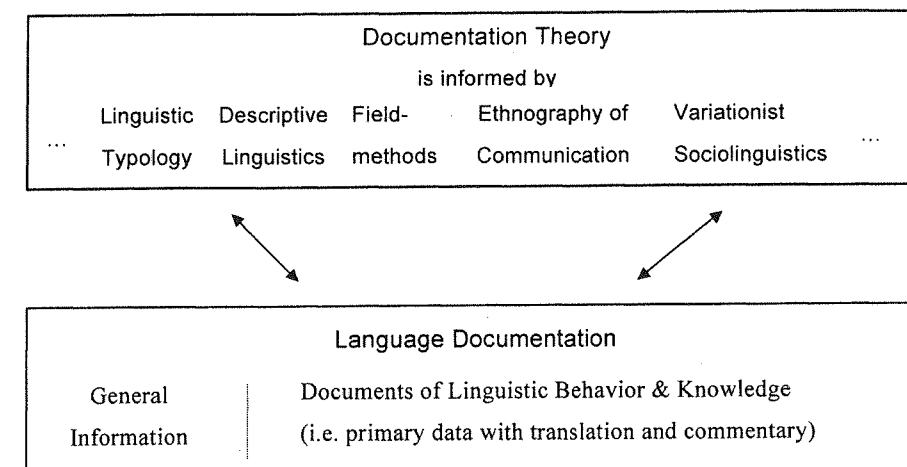 Documentation Theory
is informed by
Linguistic Descriptive Field- Ethnography of Variationist
... Typology Linguistics methods Communication Sociolinguistics ...
Language Documentation
General Documents of Linguistic Behavior & Knowledge
Information (i.e. primary data with translation and commentary)